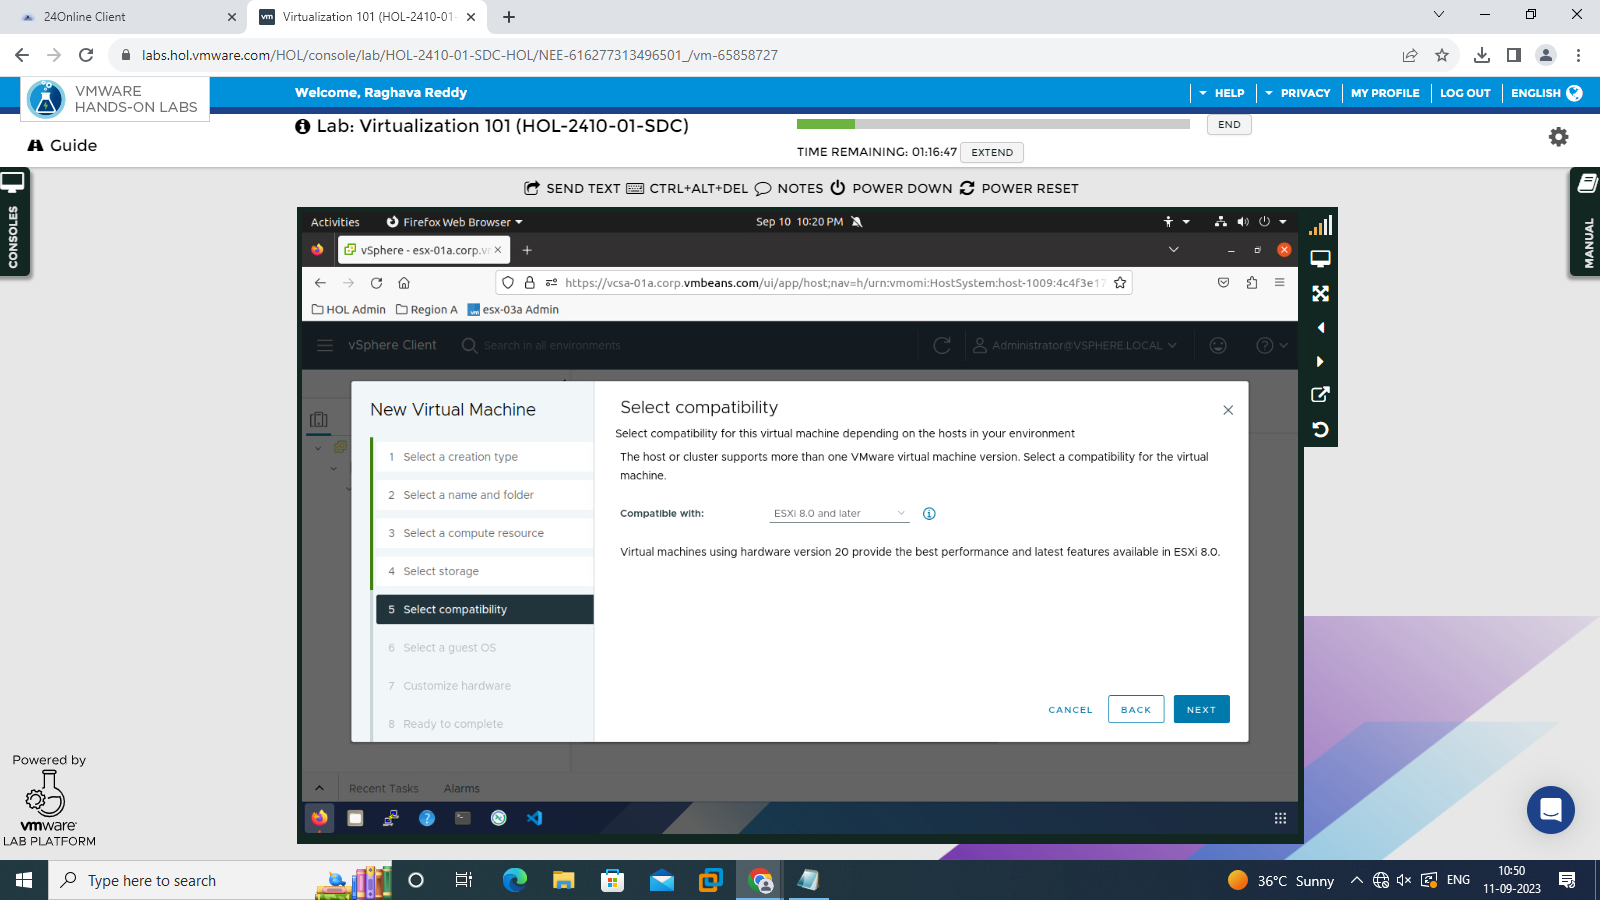 24Online Client
vm Virtualization 101 (HOL-2410-01-
labs.hol.vmware.com/HOL/console/lab/HOL-2410-01-SDC-HOL/NEE-616277313496501_/vm-65858727
VMWARE
HANDS-ON LABS
Welcome, Raghava Reddy
HELP
PRIVACY
MY PROFILE
LOG OUT
ENGLISH
Guide
Lab: Virtualization 101 (HOL-2410-01-SDC)
END
TIME REMAINING: 01:16:47
EXTEND
CONSOLES
MANUAL
SEND TEXT
CTRL+ALT+DEL
NOTES
POWER DOWN
POWER RESET
Activities
Firefox Web Browser
Sep 10 10:20 PM
vSphere - esx-01a.corp.v
https://vcsa-01a.corp.vmbeans.com/ui/app/host;nav=h/urn:vmomi:HostSystem:host-1009:4c4f3e17
HOL Admin
Region A
vm esx-03a Admin
vSphere Client
Search in all environments
Administrator@VSPHERE.LOCAL
New Virtual Machine
1 Select a creation type
2 Select a name and folder
3 Select a compute resource
4 Select storage
5 Select compatibility
6 Select a guest OS
7 Customize hardware
8 Ready to complete
Select compatibility
Select compatibility for this virtual machine depending on the hosts in your environment
The host or cluster supports more than one VMware virtual machine version. Select a compatibility for the virtual
machine.
Compatible with:
ESXi 8.0 and later
Virtual machines using hardware version 20 provide the best performance and latest features available in ESXi 8.0.
CANCEL
BACK
NEXT
Recent Tasks
Alarms
Powered by
vmware
LAB PLATFORM
Type here to search
36°C Sunny
ENG
10:50
11-09-2023